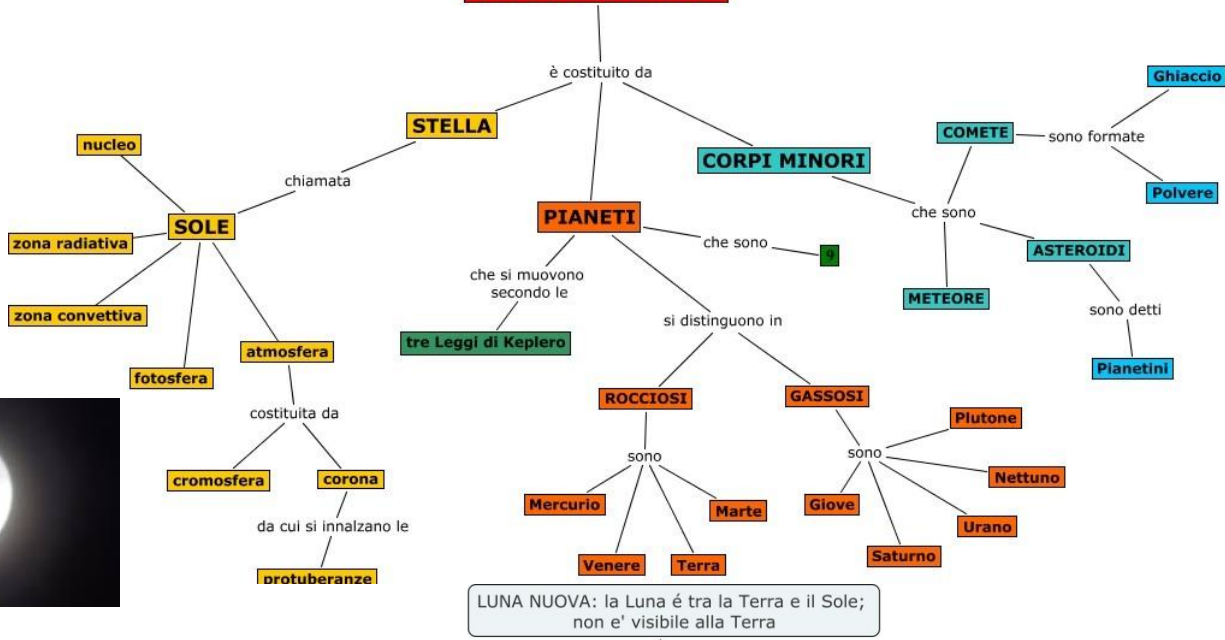 è costituito da
STELLA
chiamata
SOLE
nucleo
zona radiativa
zona convettiva
fotosfera
atmosfera
costituita da
cromosfera
corona
da cui si innalzano le
protuberanze
PIANETI
che si muovono
secondo le
tre Leggi di Keplero
che sono
9
si distinguono in
ROCCIOSI
sono
Mercurio
Venere
Terra
Marte
GASSOSI
sono
Giove
Saturno
Urano
Nettuno
Plutone
CORPI MINORI
che sono
COMETE
sono formate
Ghiaccio
Polvere
METEORE
ASTEROIDI
sono detti
Pianetini
LUNA NUOVA: la Luna é tra la Terra e il Sole;
non e' visibile alla Terra